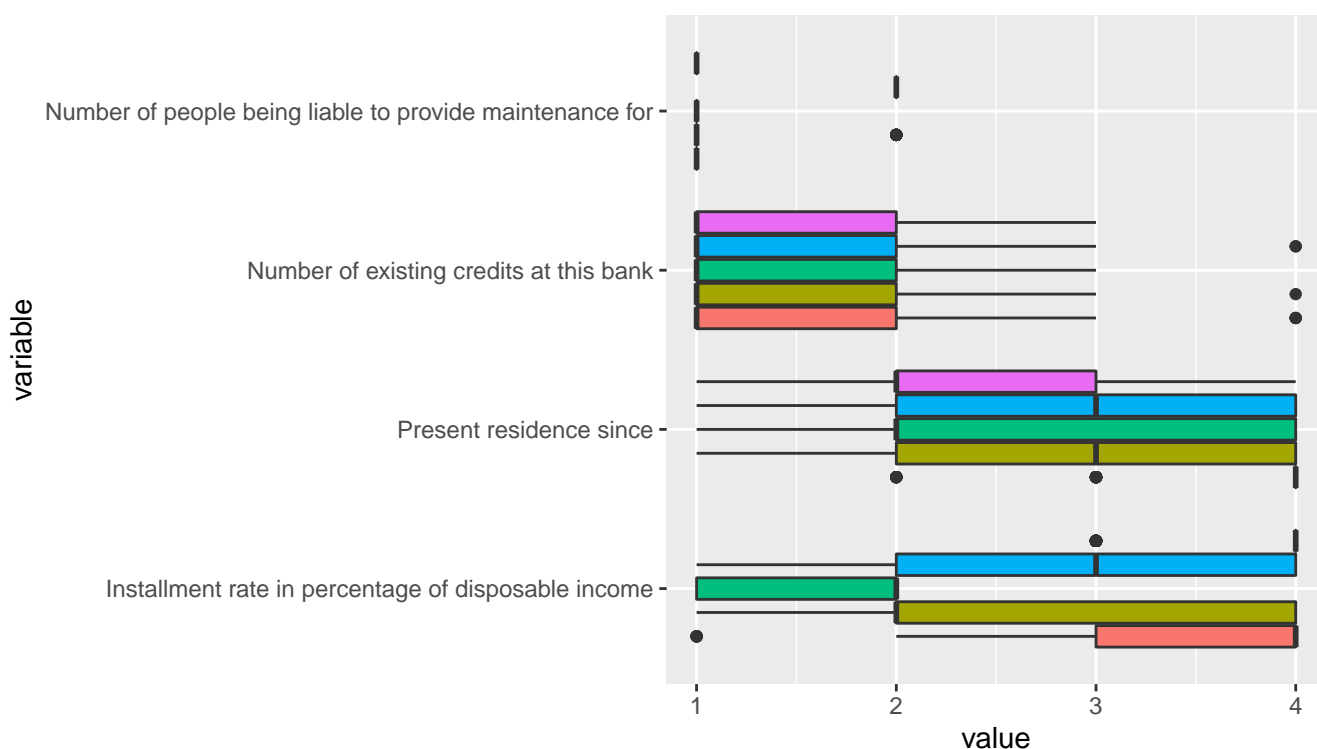 Number of people being liable to provide maintenance for
Number of existing credits at this bank
Present residence since
Installment rate in percentage of disposable income
variable
1 2 3 4
value